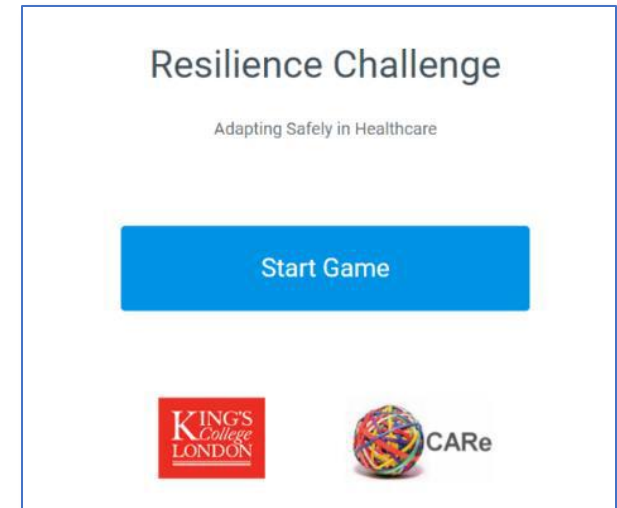 Resilience Challenge
Adapting Safely in Healthcare
Start Game
KING'S
College
LONDON
CARe